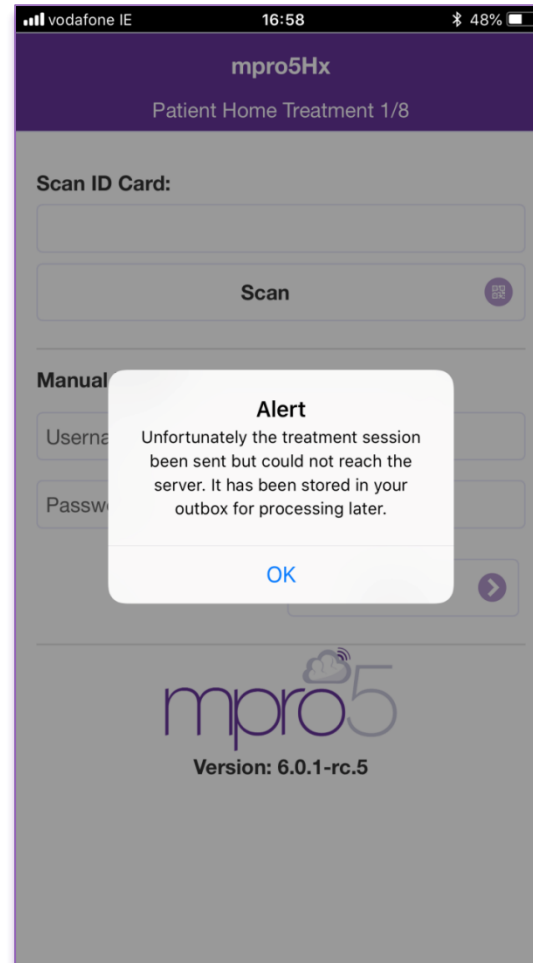 vodafone IE 16:58 48%
mpro5Hx
Patient Home Treatment 1/8
Scan ID Card:
Scan
Manual
Alert
Unfortunately the treatment session
been sent but could not reach the
server. It has been stored in your
outbox for processing later.
OK
Userna
Passw
mpro5
Version: 6.0.1-rc.5